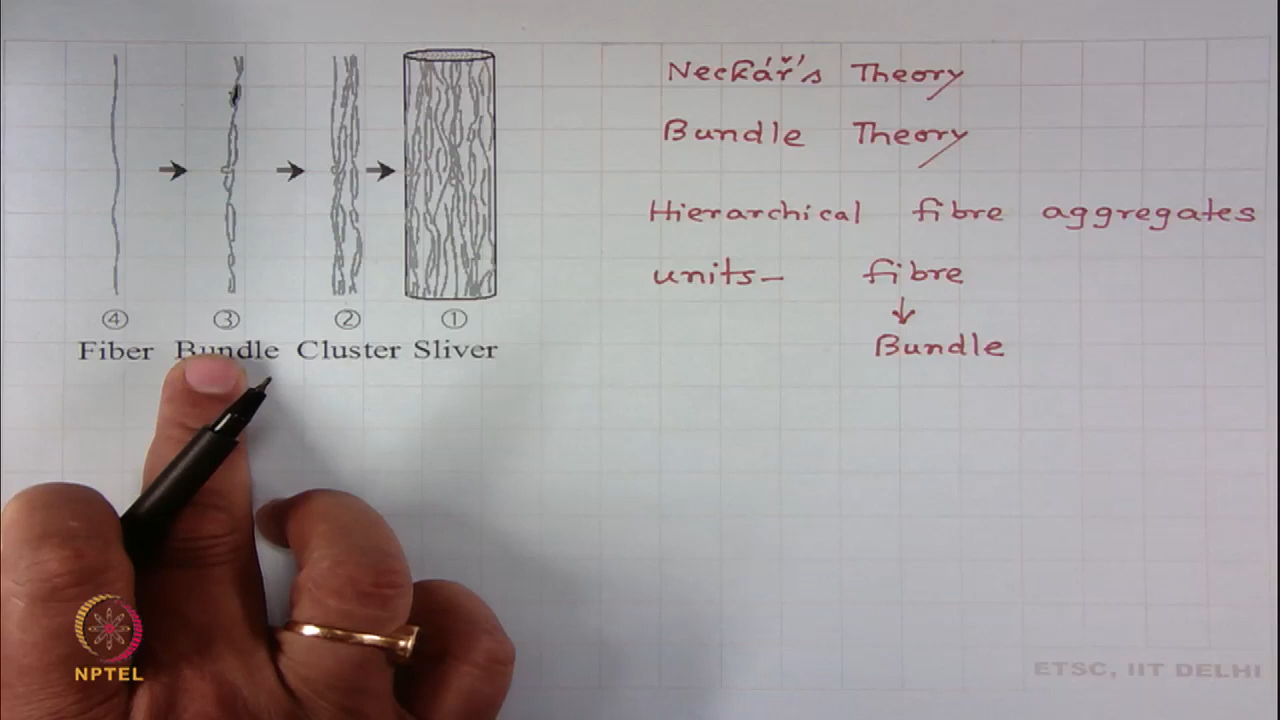 Neckář's Theory
Bundle Theory
Hierarchical fibre aggregates
units- fibre
↓
Bundle
④ ③ ② ①
Fiber Bundle Cluster Sliver
NPTEL
ETSC, IIT DELHI